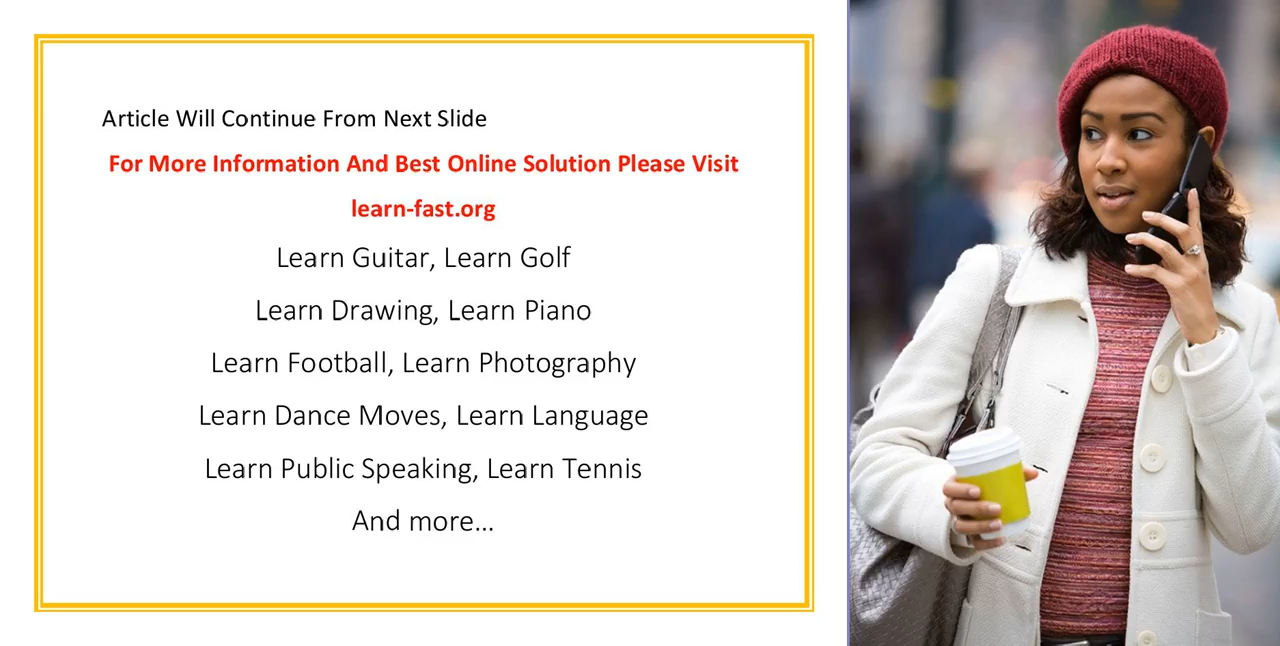 Article Will Continue From Next Slide
For More Information And Best Online Solution Please Visit
learn-fast.org
Learn Guitar, Learn Golf
Learn Drawing, Learn Piano
Learn Football, Learn Photography
Learn Dance Moves, Learn Language
Learn Public Speaking, Learn Tennis
And more...